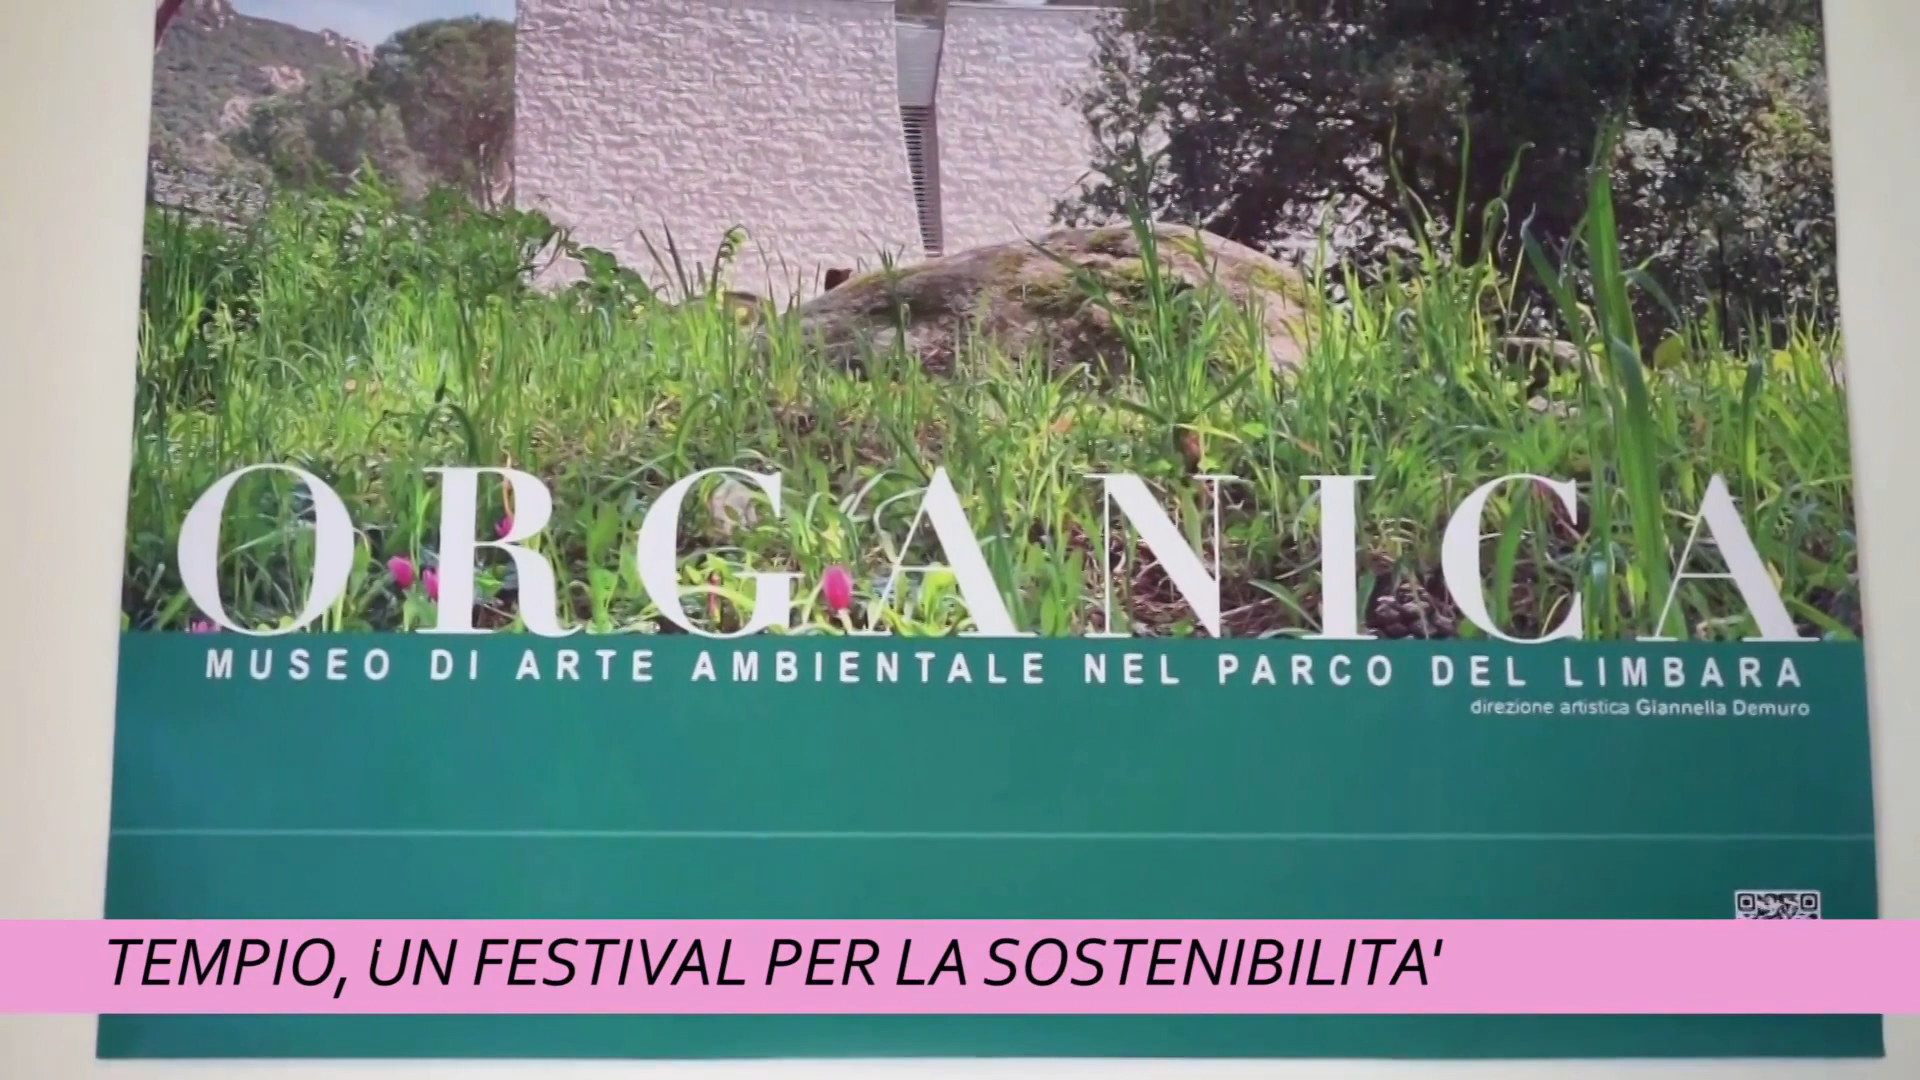 ORGANICA
MUSEO DI ARTE AMBIENTALE NEL PARCO DEL LIMBARA
direzione artistica Giannella Demuro
TEMPIO, UN FESTIVAL PER LA SOSTENIBILITA'